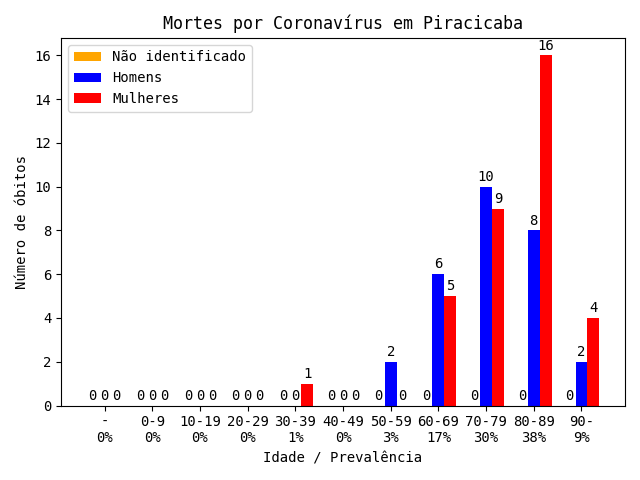 Mortes por Coronavírus em Piracicaba
Não identificado
Homens
Mulheres
Número de óbitos
16
14
12
10
8
6
4
2
0
0 0 0
0 0 0
0 0 0
0 0 0
0 0 1
0 0 0
0 2 0
0 6 5
0 10 9
0 8 16
0 2 4
- 0-9 10-19 20-29 30-39 40-49 50-59 60-69 70-79 80-89 90-
0% 0% 0% 0% 1% 0% 3% 17% 30% 38% 9%
Idade / Prevalência